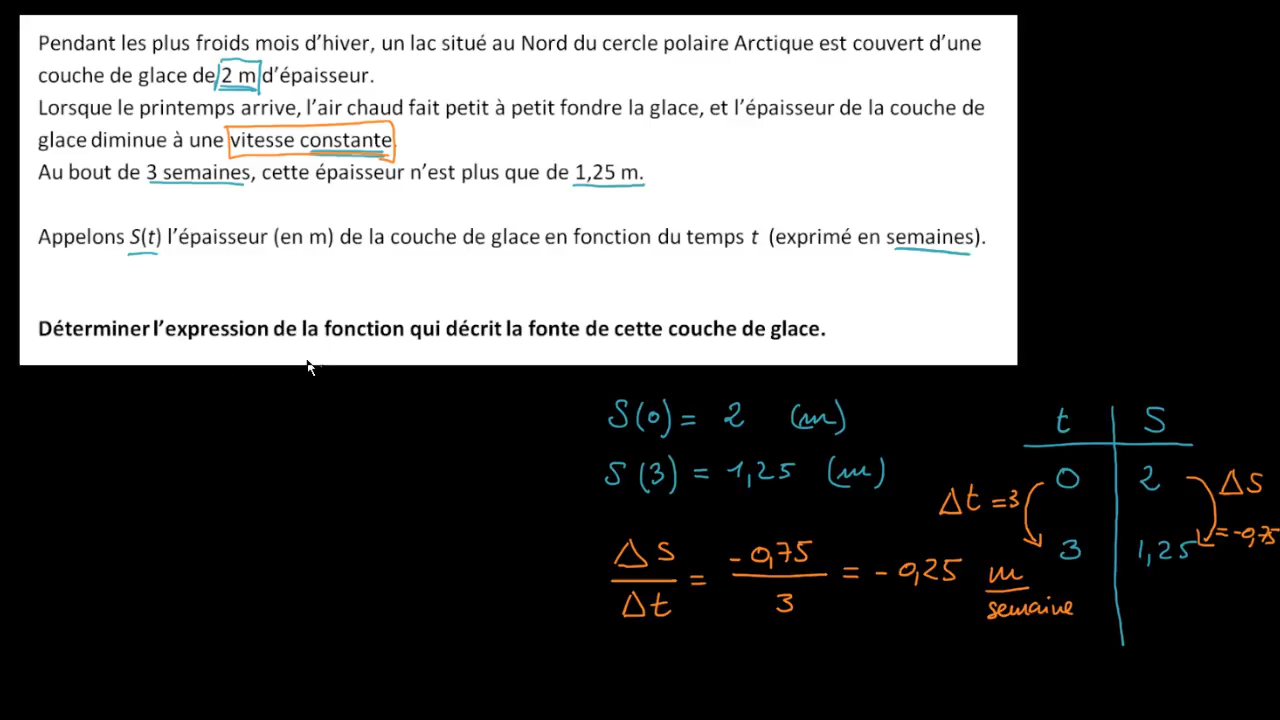 Pendant les plus froids mois d’hiver, un lac situé au Nord du cercle polaire Arctique est couvert d’une
couche de glace de 2 m d’épaisseur.
Lorsque le printemps arrive, l’air chaud fait petit à petit fondre la glace, et l’épaisseur de la couche de
glace diminue à une vitesse constante.
Au bout de 3 semaines, cette épaisseur n’est plus que de 1,25 m.
Appelons S(t) l’épaisseur (en m) de la couche de glace en fonction du temps t (exprimé en semaines).
Déterminer l’expression de la fonction qui décrit la fonte de cette couche de glace.
S(0) = 2 (m)
S(3) = 1,25 (m)
ΔS/Δt = -0,75/3 = -0,25 m/semaine
t S
0 2
Δt = 3 ΔS = -0,75
3 1,25